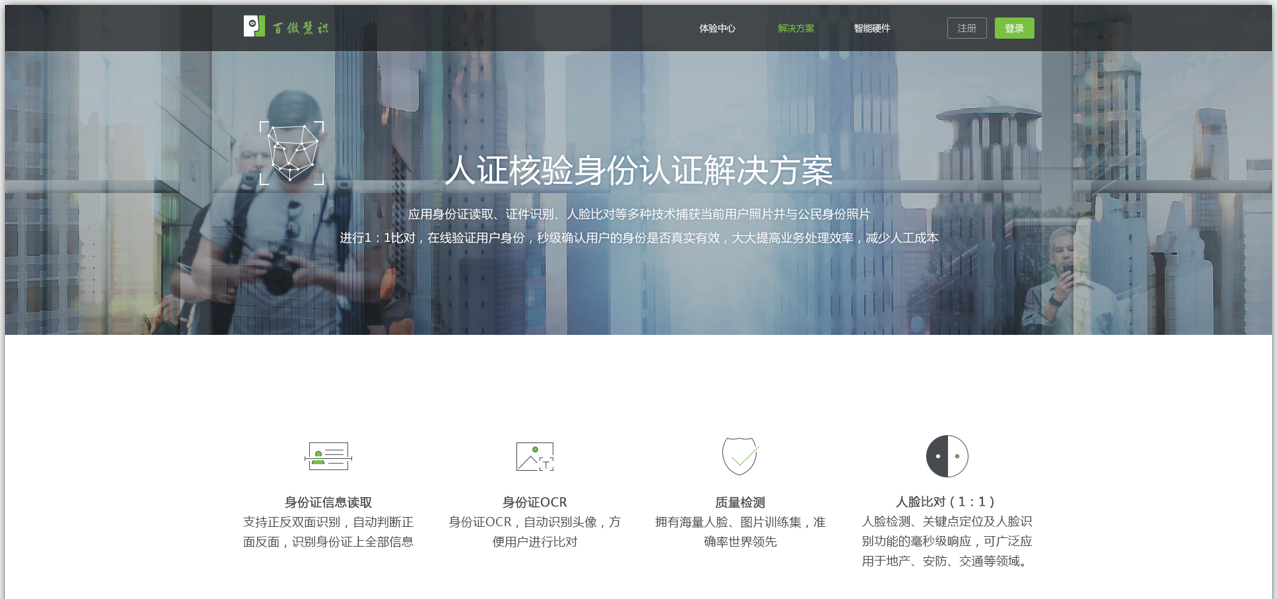 百傲慧识
体验中心 解决方案 智能硬件 注册 登录
人证核验身份认证解决方案
应用身份证读取、证件识别、人脸比对等多种技术捕获当前用户照片并与公民身份照片
进行1：1比对，在线验证用户身份，秒级确认用户的身份是否真实有效，大大提高业务处理效率，减少人工成本
T
身份证信息读取
支持正反双面识别，自动判断正
面反面，识别身份证上全部信息
身份证OCR
身份证OCR，自动识别头像，方
便用户进行比对
质量检测
拥有海量人脸、图片训练集，准
确率世界领先
人脸比对（1：1）
人脸检测、关键点定位及人脸识
别功能的毫秒级响应，可广泛应
用于地产、安防、交通等领域。